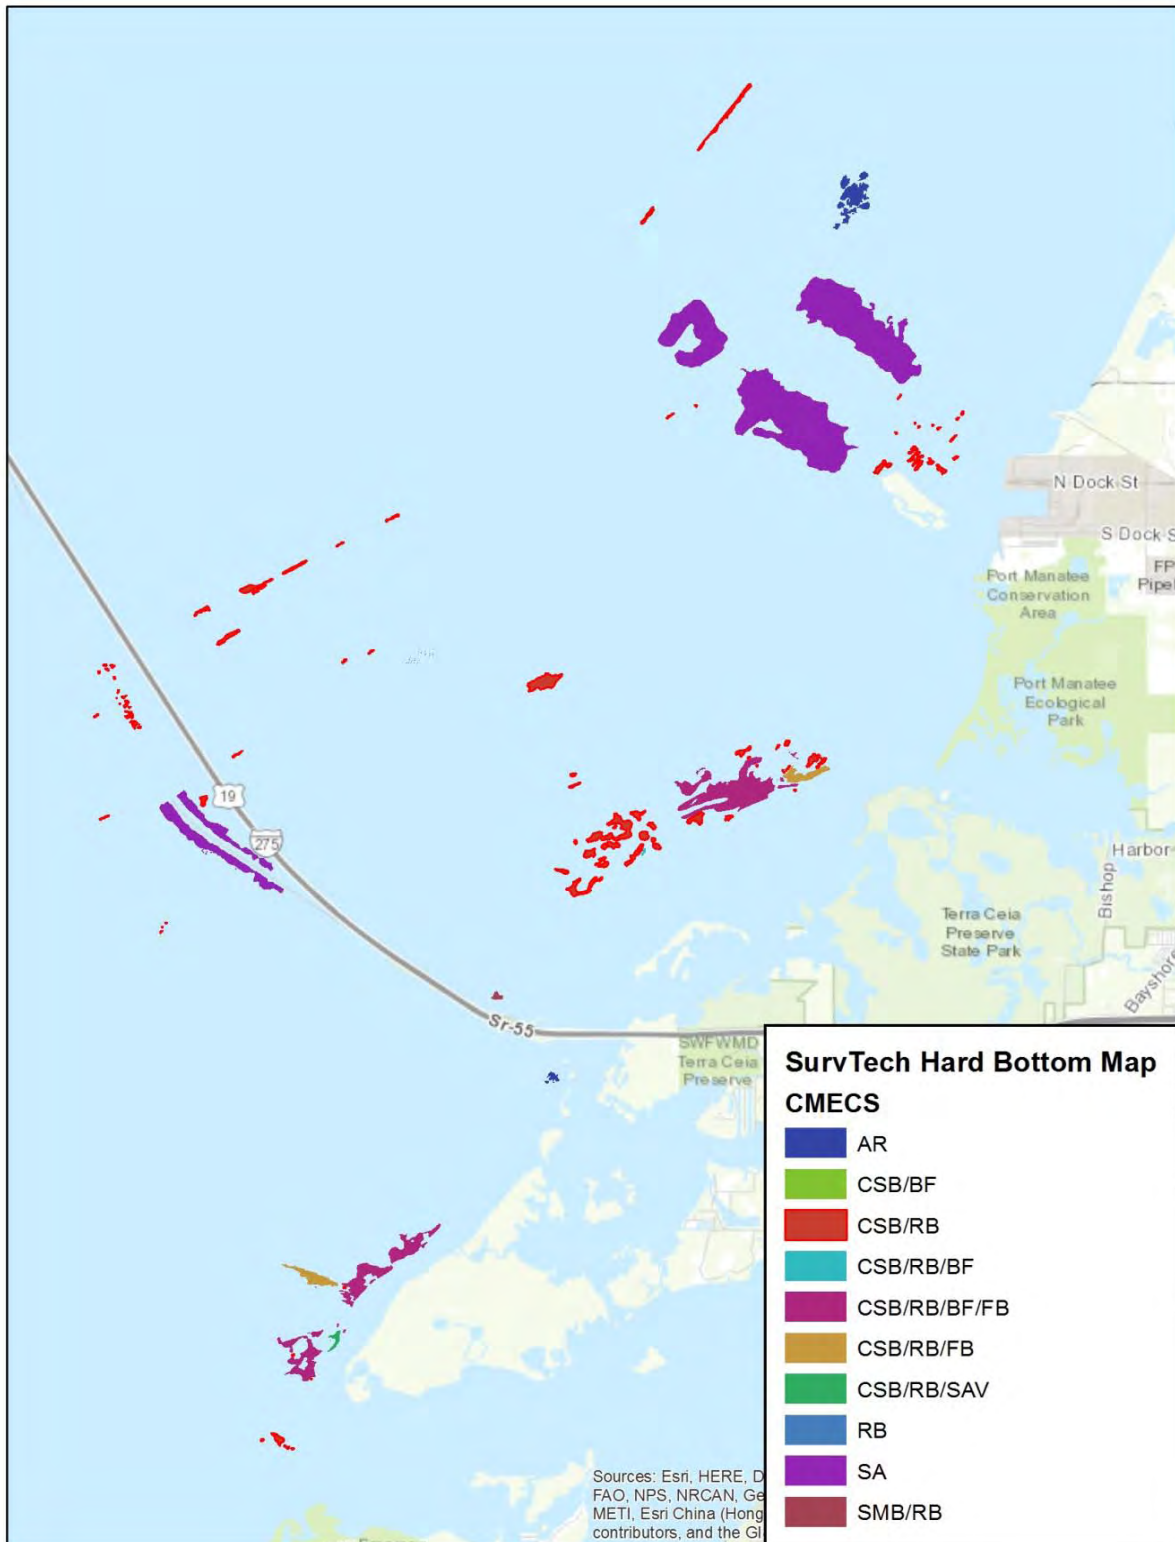 N Dock St
S Dock S
FP
Pipel
Port Manatee
Conservation
Area
Port Manatee
Ecological
Park
19
275
Harbor
Bishop
Terra Ceia
Preserve
State Park
Bayshore
Sr-55
SWFWMD
Terra Ceia
Preserve
SurvTech Hard Bottom Map
CMECS
AR
CSB/BF
CSB/RB
CSB/RB/BF
CSB/RB/BF/FB
CSB/RB/FB
CSB/RB/SAV
RB
SA
SMB/RB
Sources: Esri, HERE, D
FAO, NPS, NRCAN, Ge
METI, Esri China (Hong
contributors, and the GI